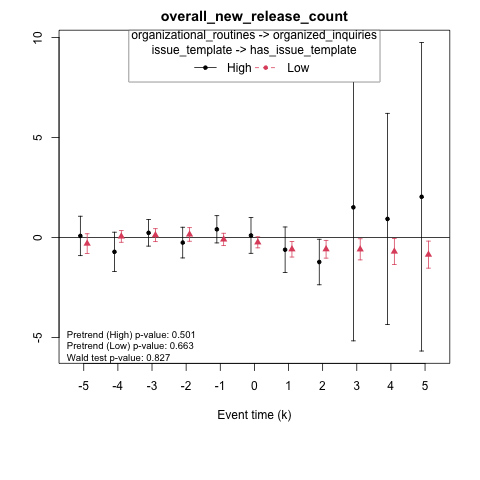 overall_new_release_count
organizational_routines -> organized_inquiries
issue_template -> has_issue_template
High Low
10
5
0
-5
Pretrend (High) p-value: 0.501
Pretrend (Low) p-value: 0.663
Wald test p-value: 0.827
-5 -4 -3 -2 -1 0 1 2 3 4 5
Event time (k)